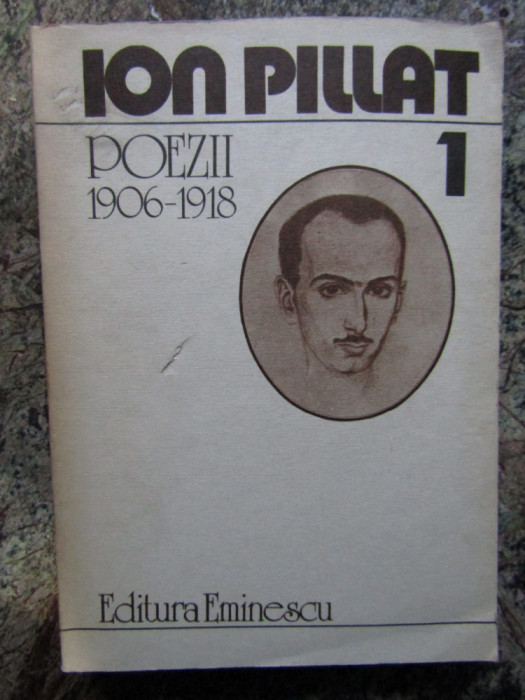 ION PILLAT
POEZII
1906-1918
1
Editura Eminescu